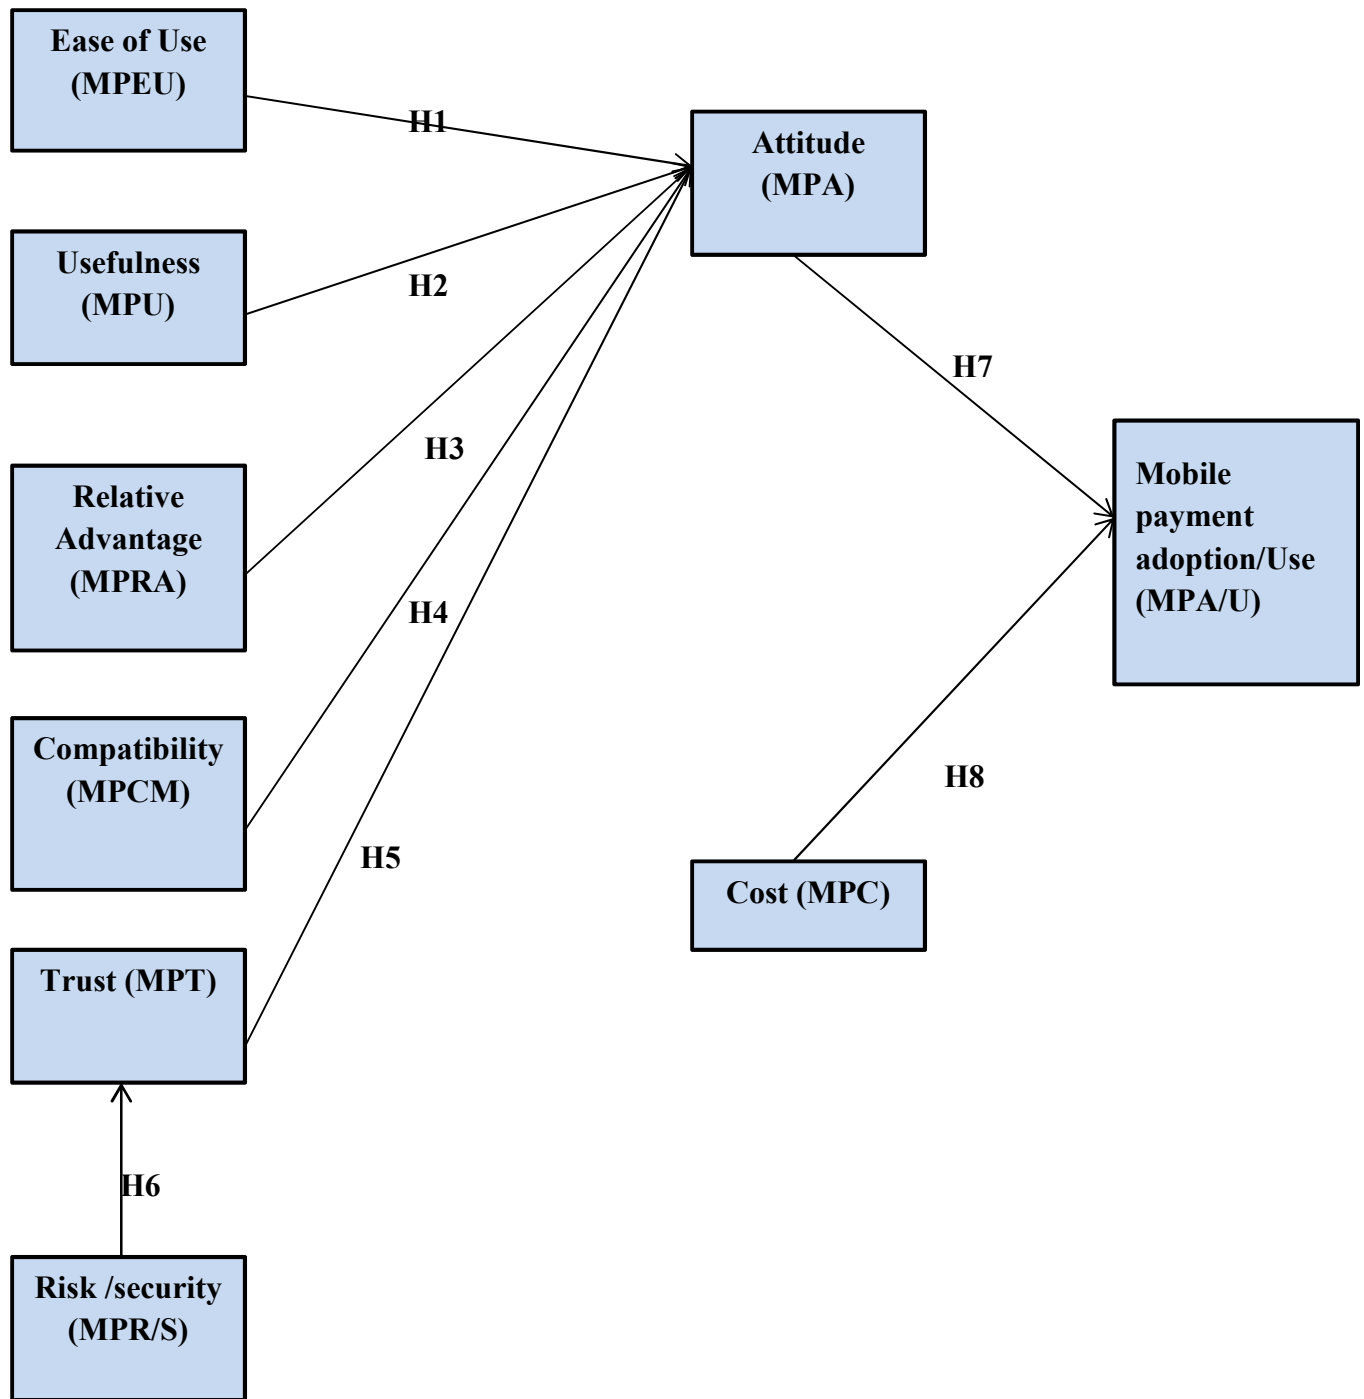 Ease of Use
(MPEU)
H1
Attitude
(MPA)
Usefulness
(MPU)
H2
H7
Relative
Advantage
(MPRA)
H3
Mobile
payment
adoption/Use
(MPA/U)
H4
Compatibility
(MPCM)
H8
H5
Cost (MPC)
Trust (MPT)
H6
Risk /security
(MPR/S)